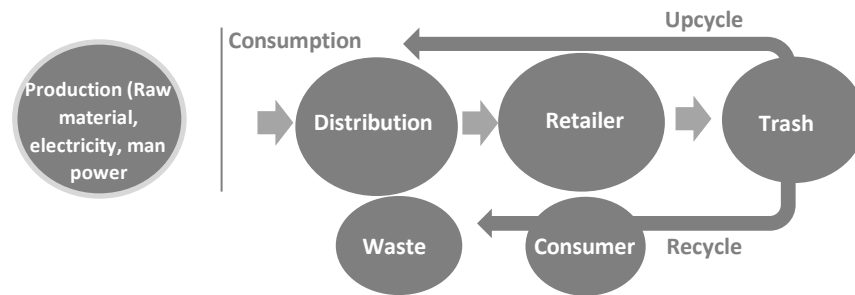 Upcycle
Consumption
Production (Raw
material,
electricity, man
power
Distribution
Retailer
Trash
Waste
Consumer
Recycle